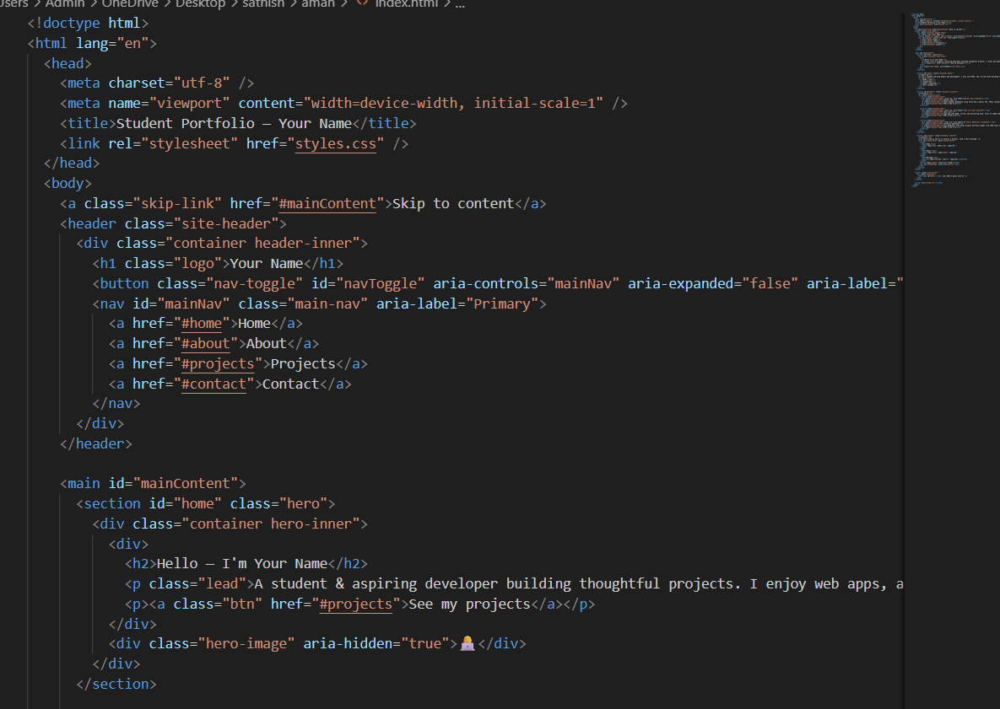 Users > Admin > OneDrive > Desktop > sathish > aman > <> index.html > ...
<!doctype html>
<html lang="en">
<head>
<meta charset="utf-8" />
<meta name="viewport" content="width=device-width, initial-scale=1" />
<title>Student Portfolio — Your Name</title>
<link rel="stylesheet" href="styles.css" />
</head>
<body>
<a class="skip-link" href="#mainContent">Skip to content</a>
<header class="site-header">
<div class="container header-inner">
<h1 class="logo">Your Name</h1>
<button class="nav-toggle" id="navToggle" aria-controls="mainNav" aria-expanded="false" aria-label="
<nav id="mainNav" class="main-nav" aria-label="Primary">
<a href="#home">Home</a>
<a href="#about">About</a>
<a href="#projects">Projects</a>
<a href="#contact">Contact</a>
</nav>
</div>
</header>
<main id="mainContent">
<section id="home" class="hero">
<div class="container hero-inner">
<div>
<h2>Hello — I'm Your Name</h2>
<p class="lead">A student & aspiring developer building thoughtful projects. I enjoy web apps, a
<p><a class="btn" href="#projects">See my projects</a></p>
</div>
<div class="hero-image" aria-hidden="true">🧑‍💻</div>
</div>
</section>